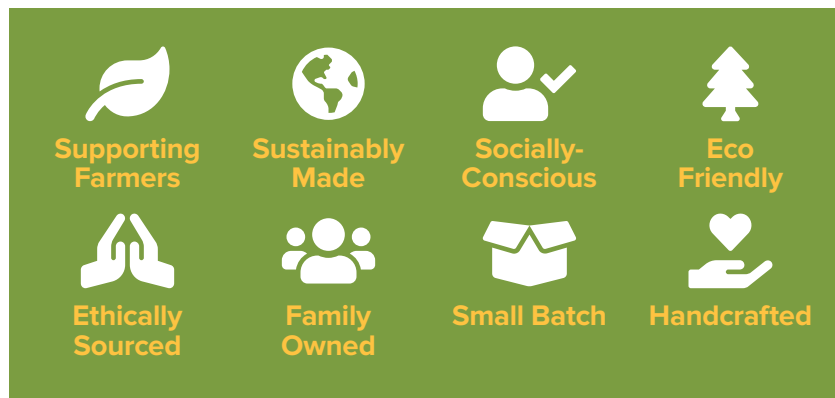 Supporting
Farmers
Sustainably
Made
Socially-
Conscious
Eco
Friendly
Ethically
Sourced
Family
Owned
Small Batch
Handcrafted